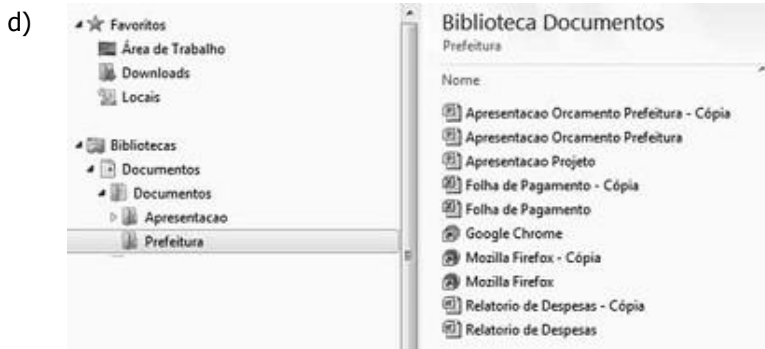 d)
Favoritos
Área de Trabalho
Downloads
Locais
Bibliotecas
Documentos
Documentos
Apresentacao
Prefeitura
Biblioteca Documentos
Prefeitura
Nome
Apresentacao Orcamento Prefeitura - Cópia
Apresentacao Orcamento Prefeitura
Apresentacao Projeto
Folha de Pagamento - Cópia
Folha de Pagamento
Google Chrome
Mozilla Firefox - Cópia
Mozilla Firefox
Relatorio de Despesas - Cópia
Relatorio de Despesas